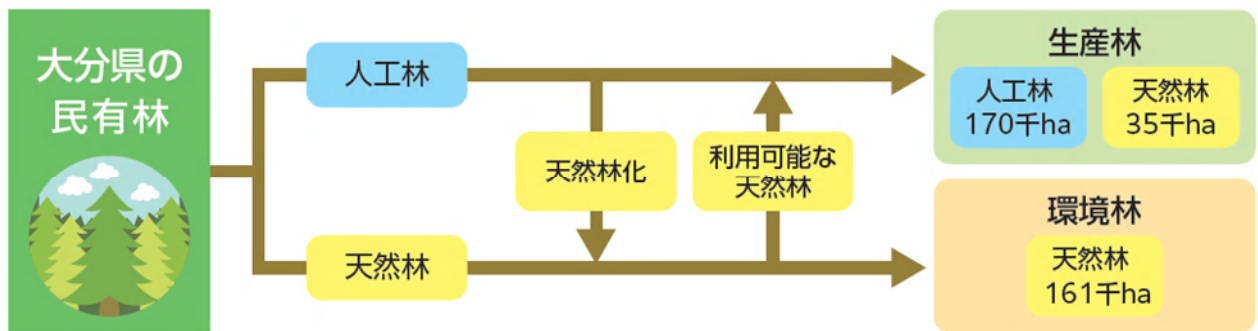 大分県の
民有林
人工林
天然林化
利用可能な
天然林
天然林
生産林
人工林
170千ha
天然林
35千ha
環境林
天然林
161千ha